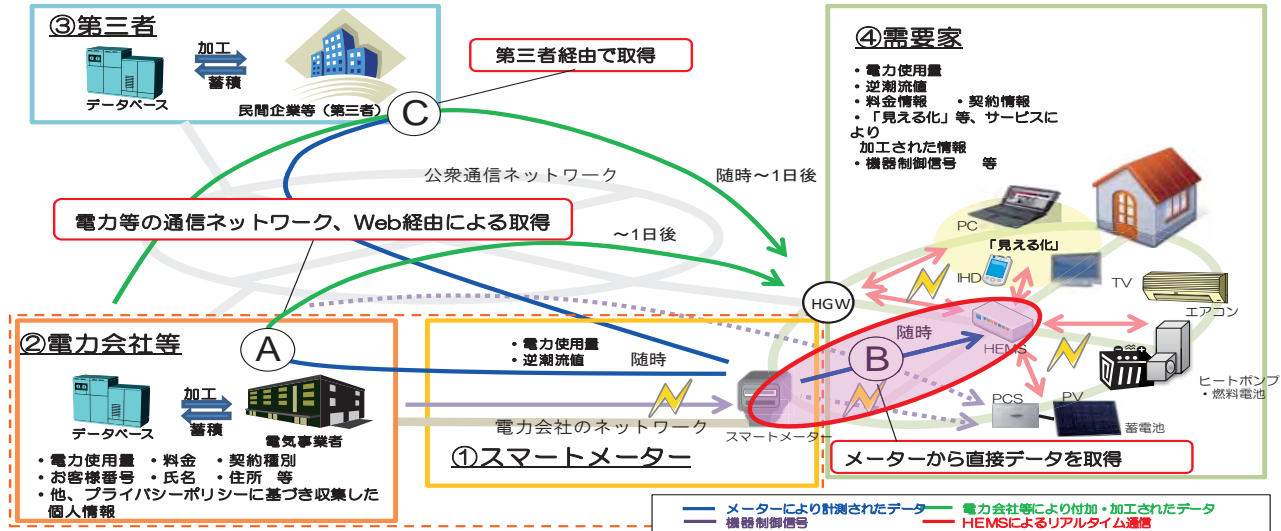 ③第三者
加工
蓄積
データベース
民間企業等（第三者）
C
第三者経由で取得
公衆通信ネットワーク
随時～1日後
電力等の通信ネットワーク、Web経由による取得
～1日後
②電力会社等
加工
蓄積
データベース
電気事業者
・電力使用量　・料金　・契約種別
・お客様番号　・氏名　・住所　等
・他、プライバシーポリシーに基づき収集した
個人情報
A
・電力使用量
・逆潮流値
随時
電力会社のネットワーク
①スマートメーター
スマートメーター
④需要家
・電力使用量
・逆潮流値
・料金情報　・契約情報
・「見える化」等、サービスに
より
加工された情報
・機器制御信号　等
PC
「見える化」
IHD
TV
エアコン
HGW
随時
B
HEMS
PCS
PV
蓄電池
ヒートポンプ
・燃料電池
メーターから直接データを取得
メーターにより計測されたデータ
電力会社等により付加・加工されたデータ
機器制御信号
HEMSによるリアルタイム通信